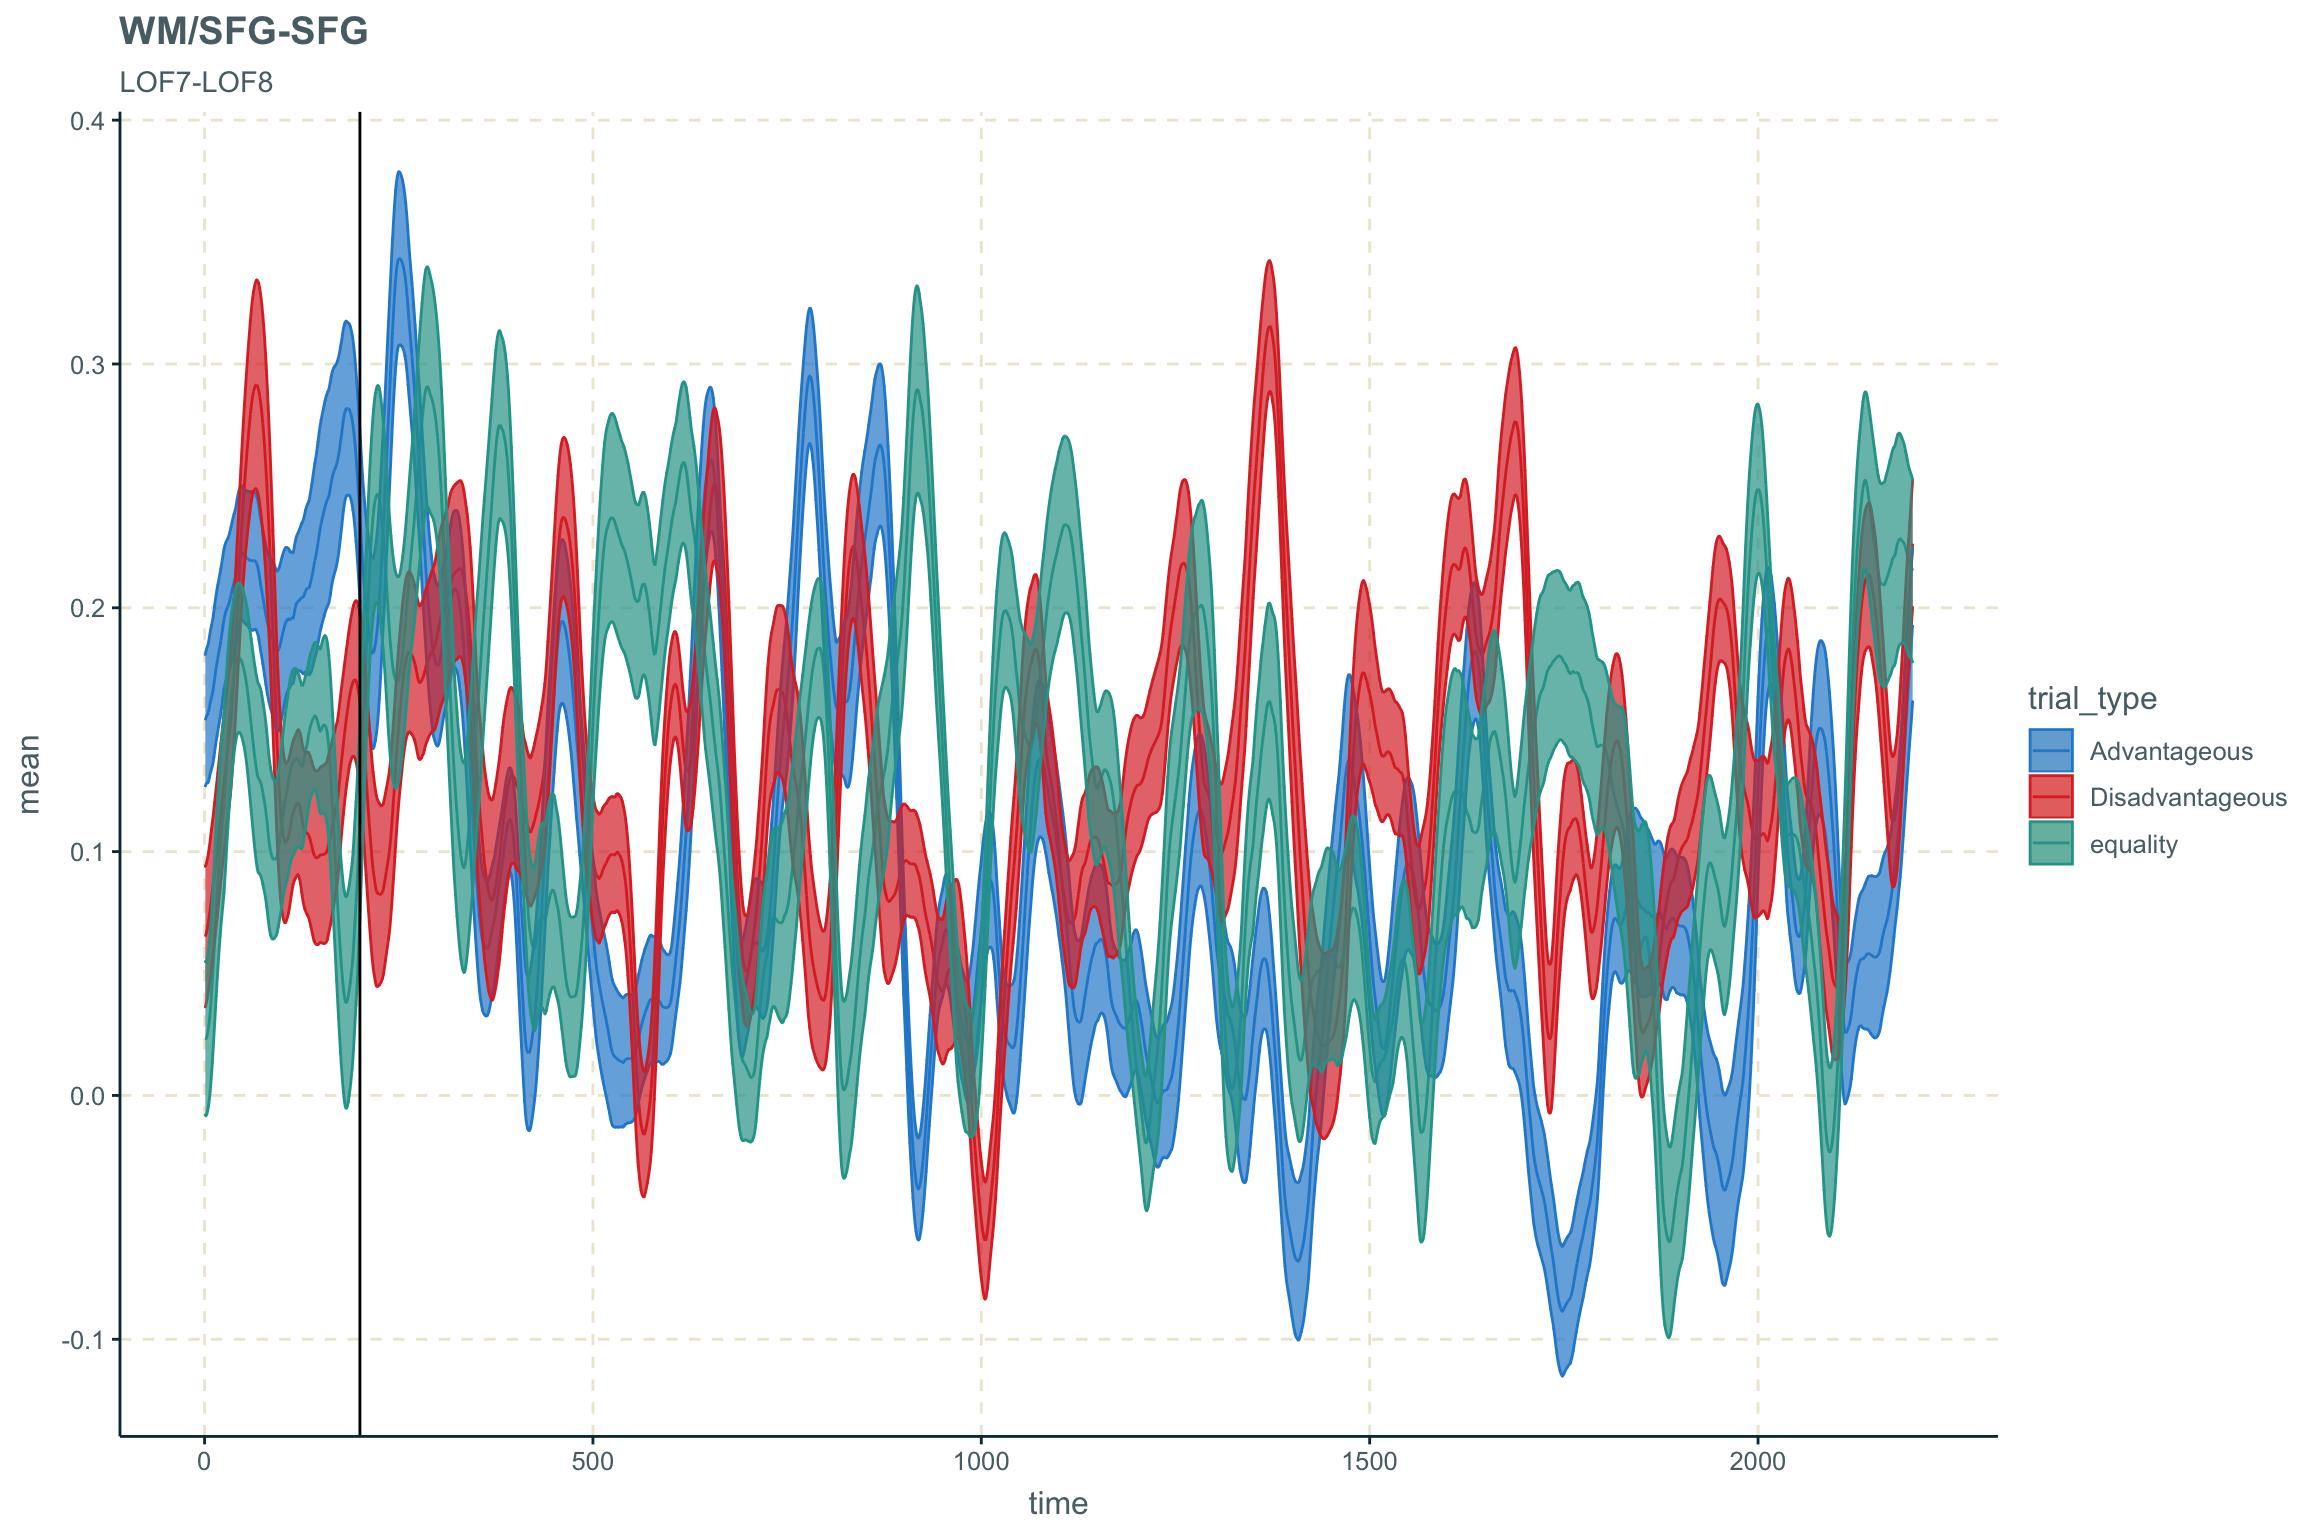 WM/SFG-SFG
LOF7-LOF8
0.4
0.3
0.2
0.1
0.0
-0.1
mean
0
500
1000
1500
2000
time
trial_type
Advantageous
Disadvantageous
equality